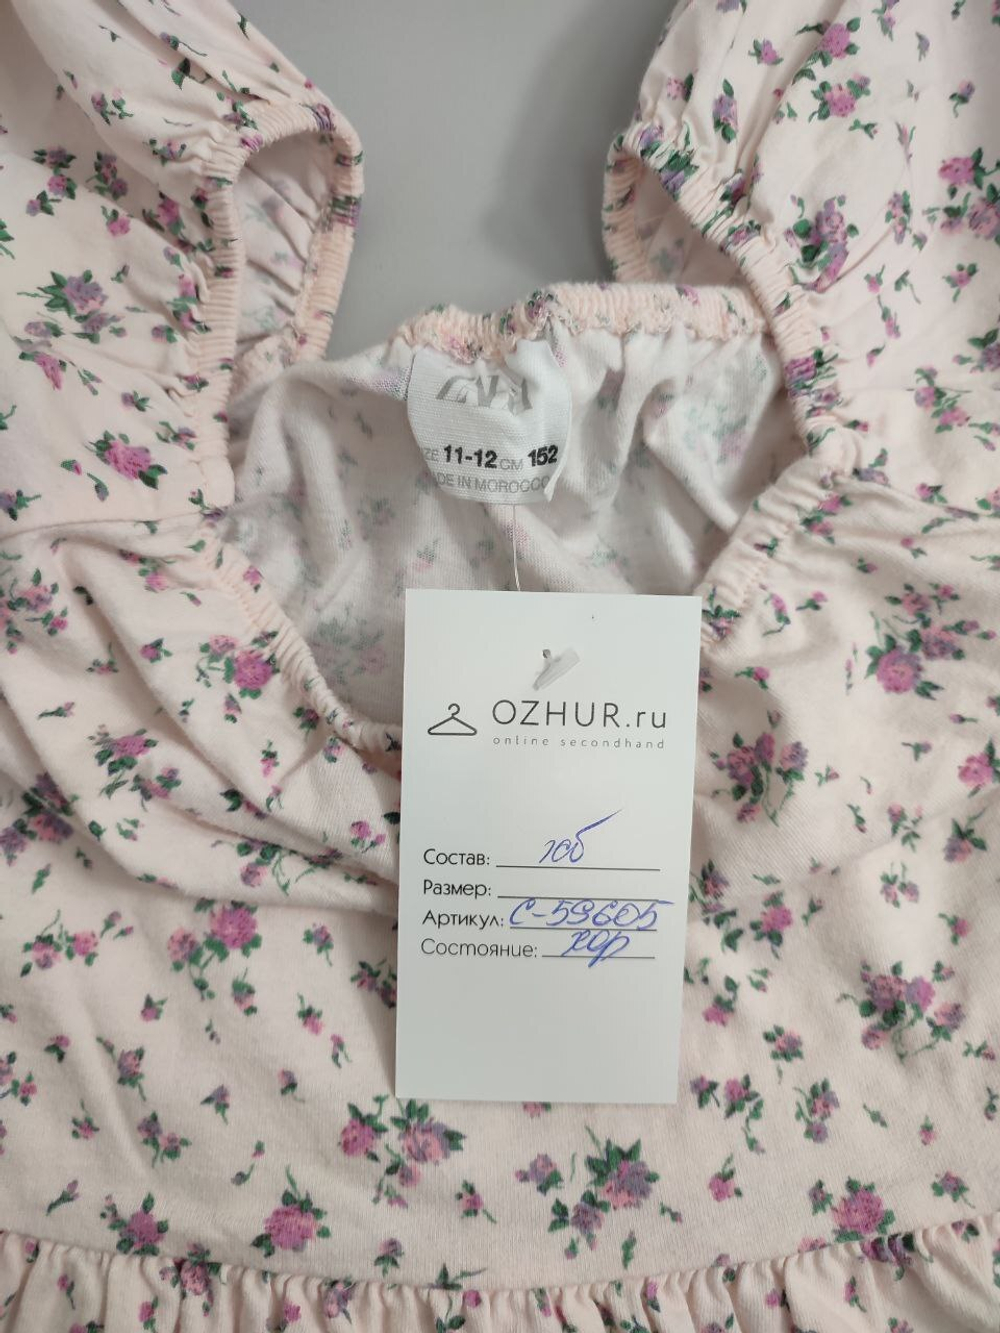 ZARA
SIZE 11-12 CM 152
MADE IN MOROCCO
OZHUR.ru
online secondhand
Состав: хб
Размер:
Артикул: С-59605
Состояние: хор